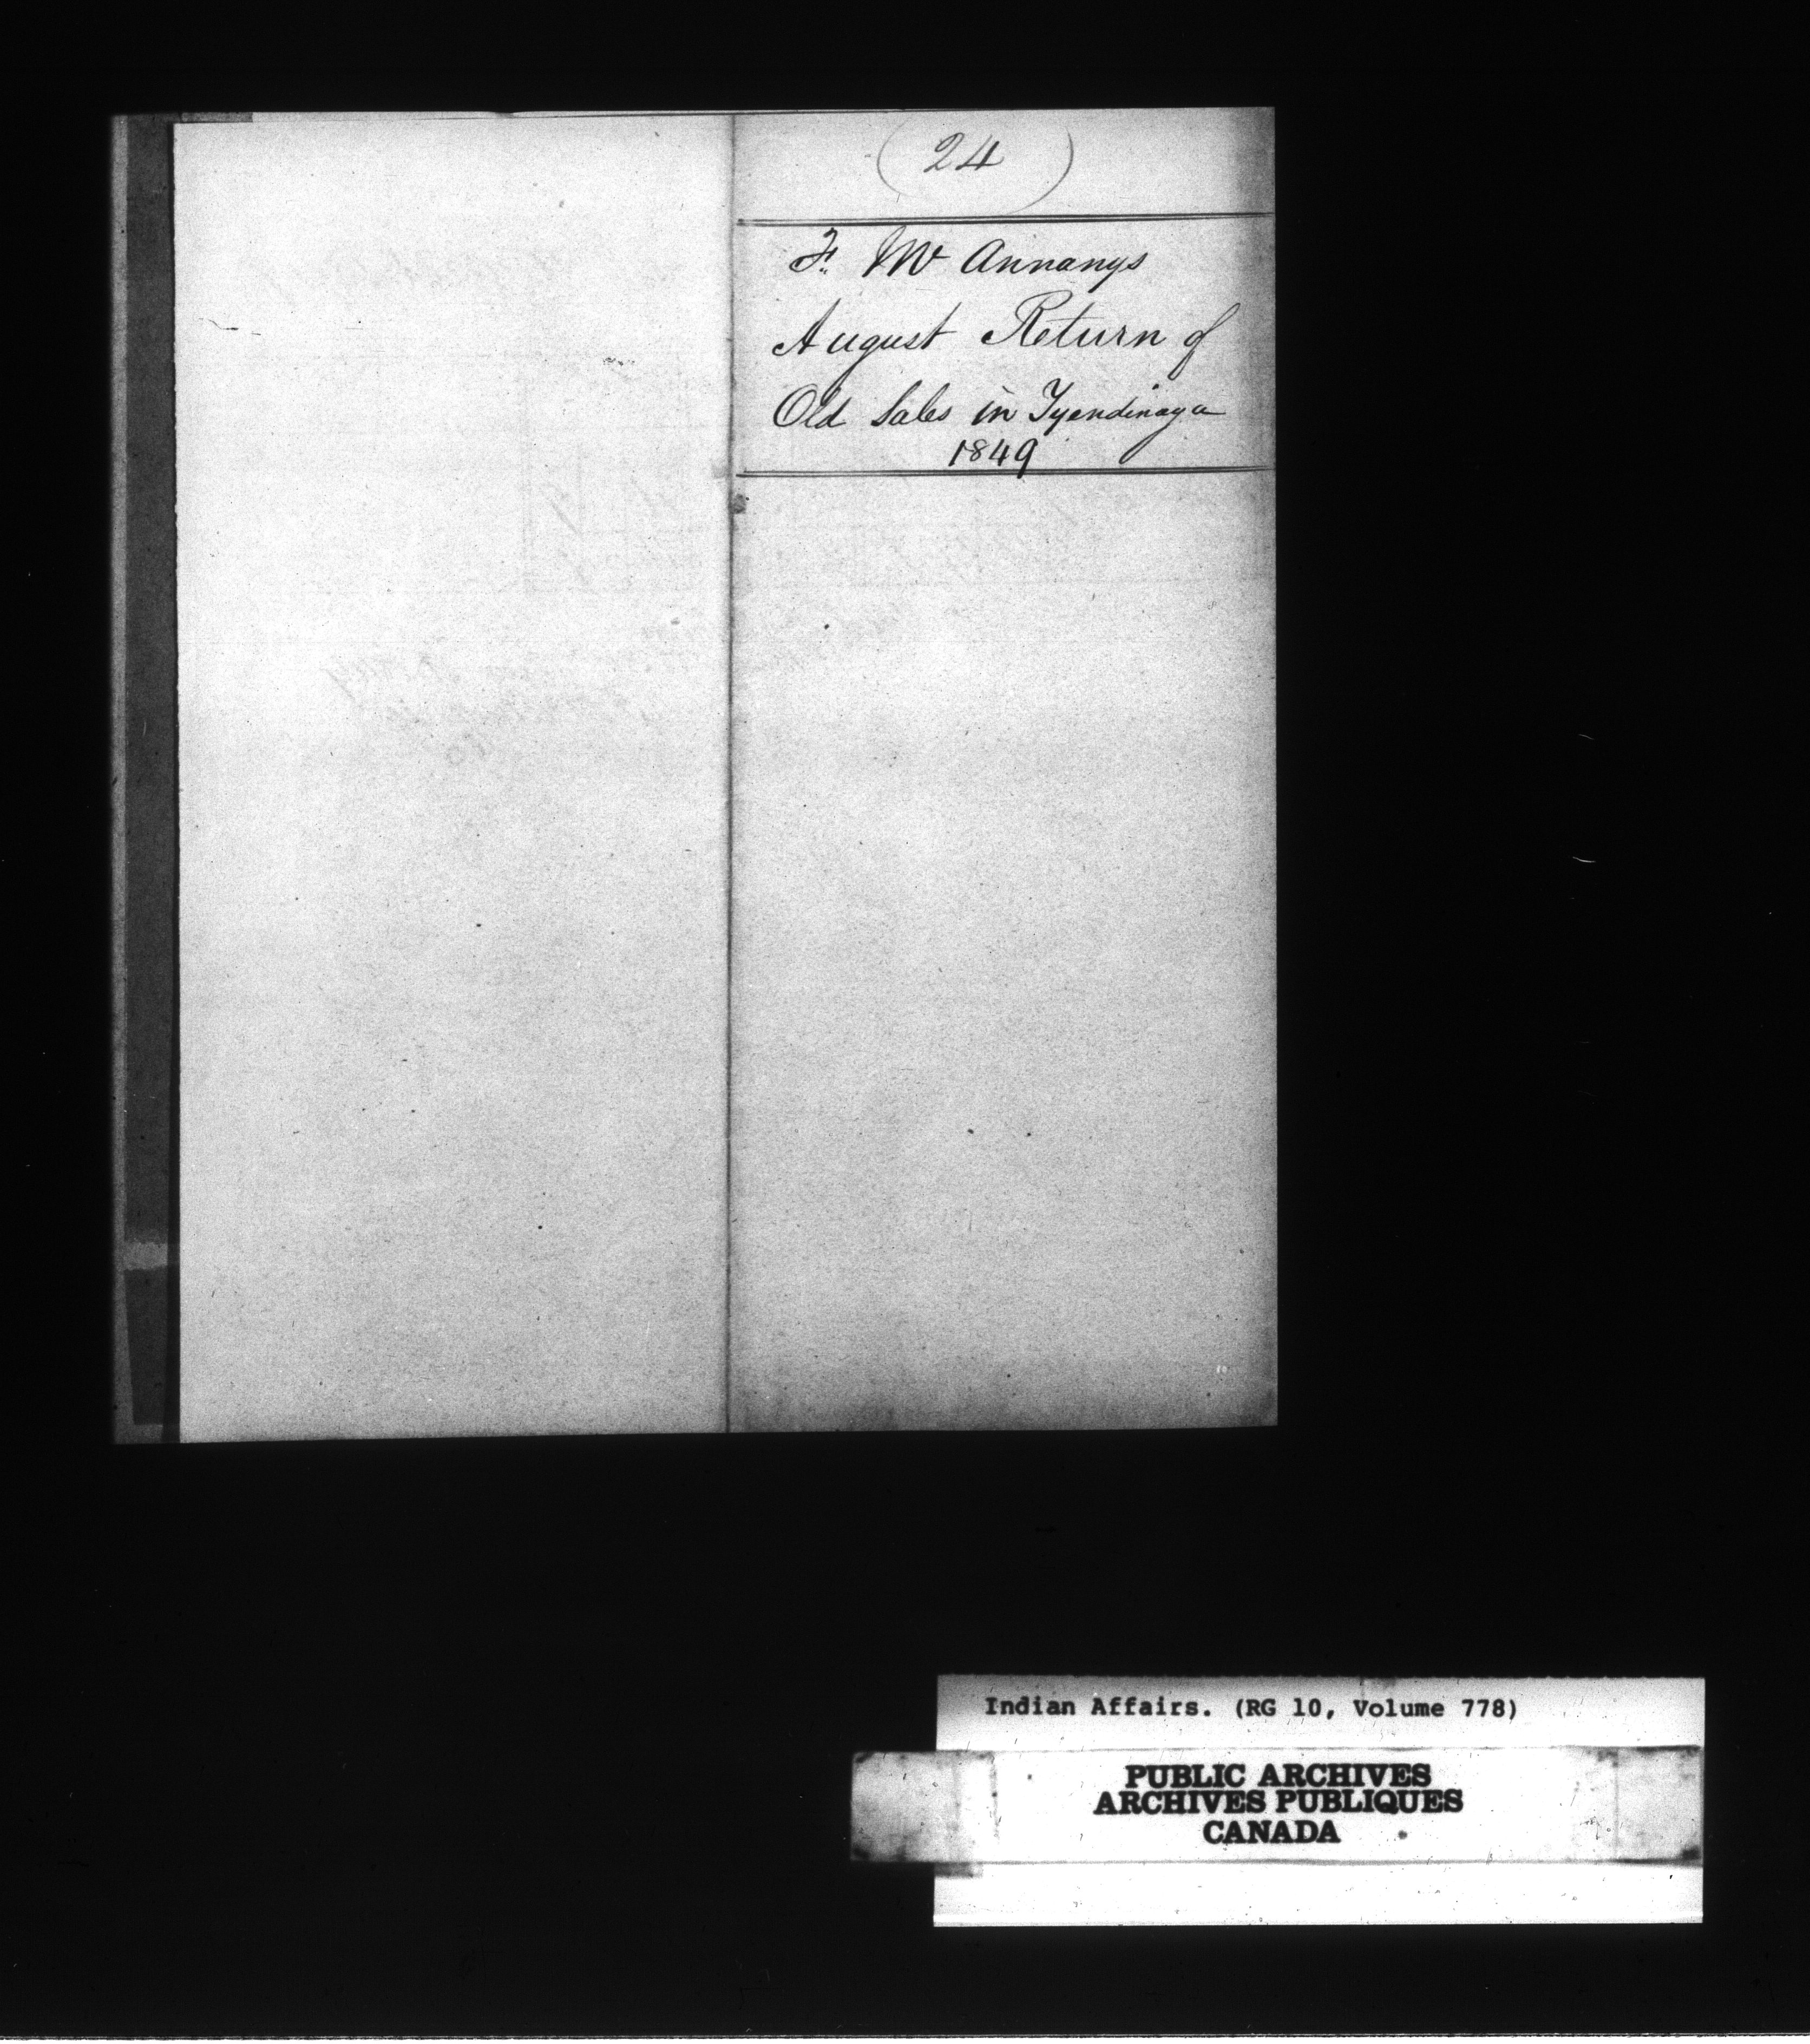 (24)
F. Mc Annanys
August Return of
Old Sales in Tyendinaga
1849
Indian Affairs. (RG 10, Volume 778)
PUBLIC ARCHIVES
ARCHIVES PUBLIQUES
CANADA